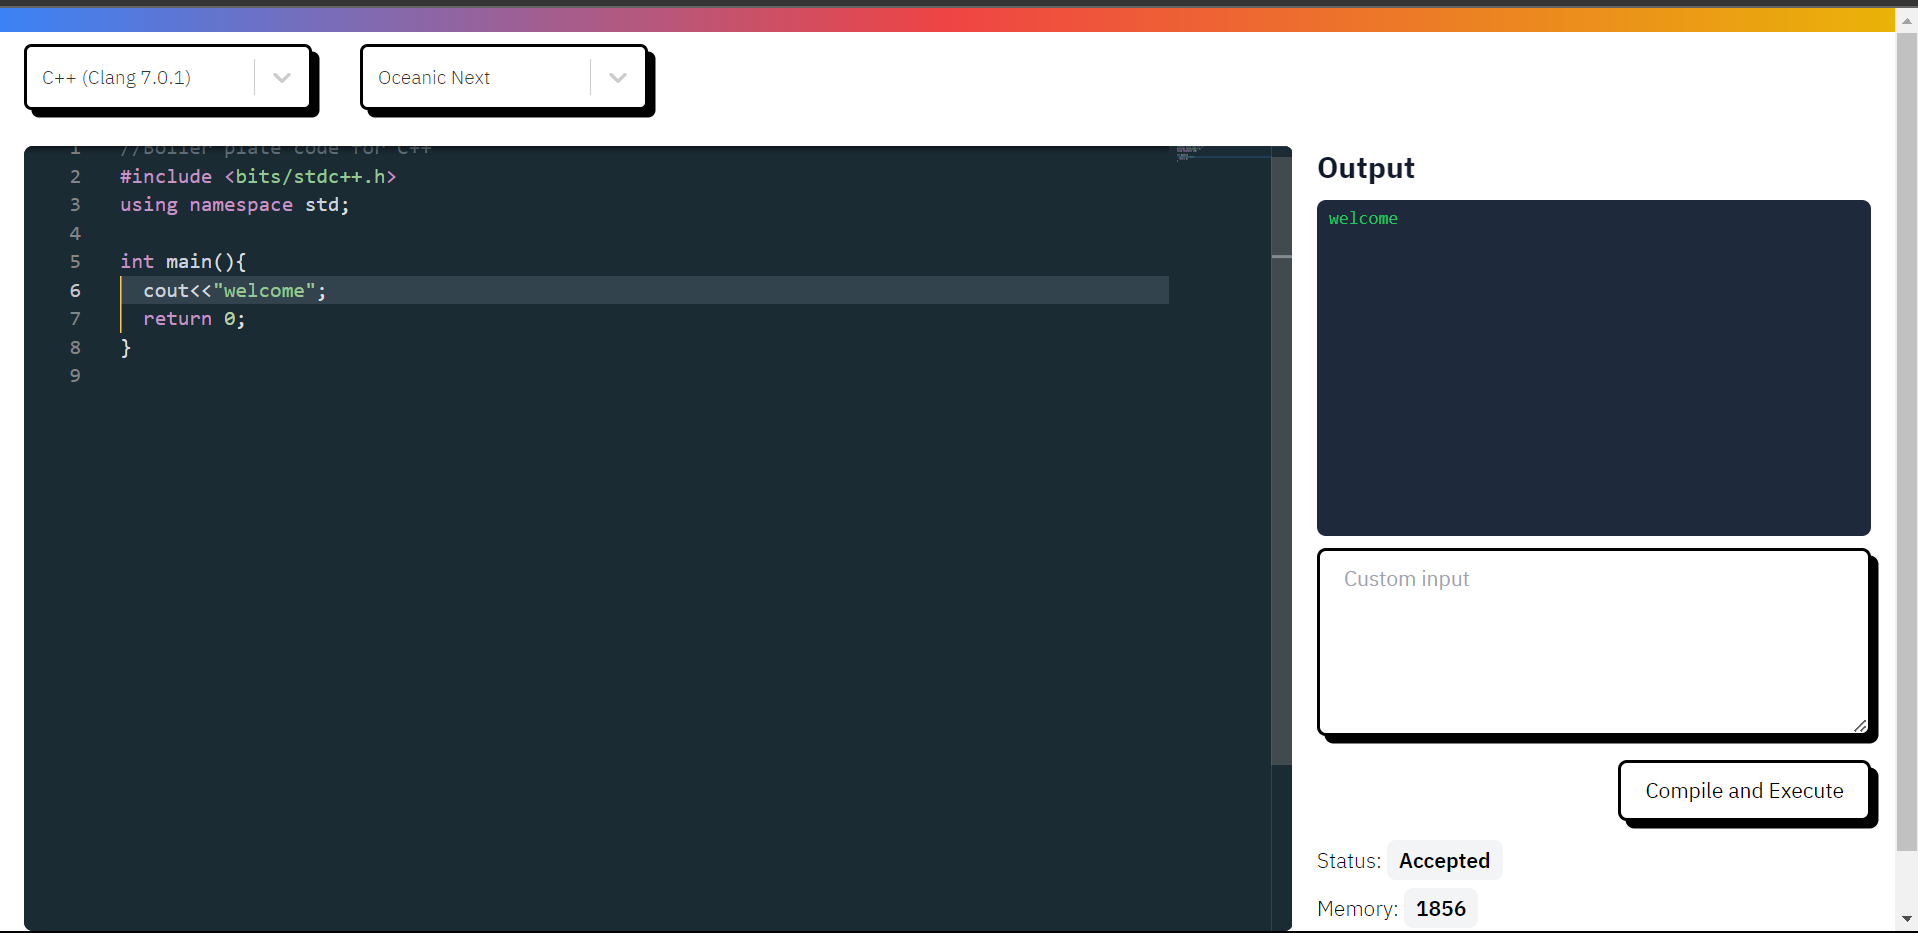 C++ (Clang 7.0.1)
Oceanic Next
1 //Boiler plate code for C++
2 #include <bits/stdc++.h>
3 using namespace std;
4
5 int main(){
6 cout<<"welcome";
7 return 0;
8 }
9
Output
welcome
Custom input
Compile and Execute
Status: Accepted
Memory: 1856